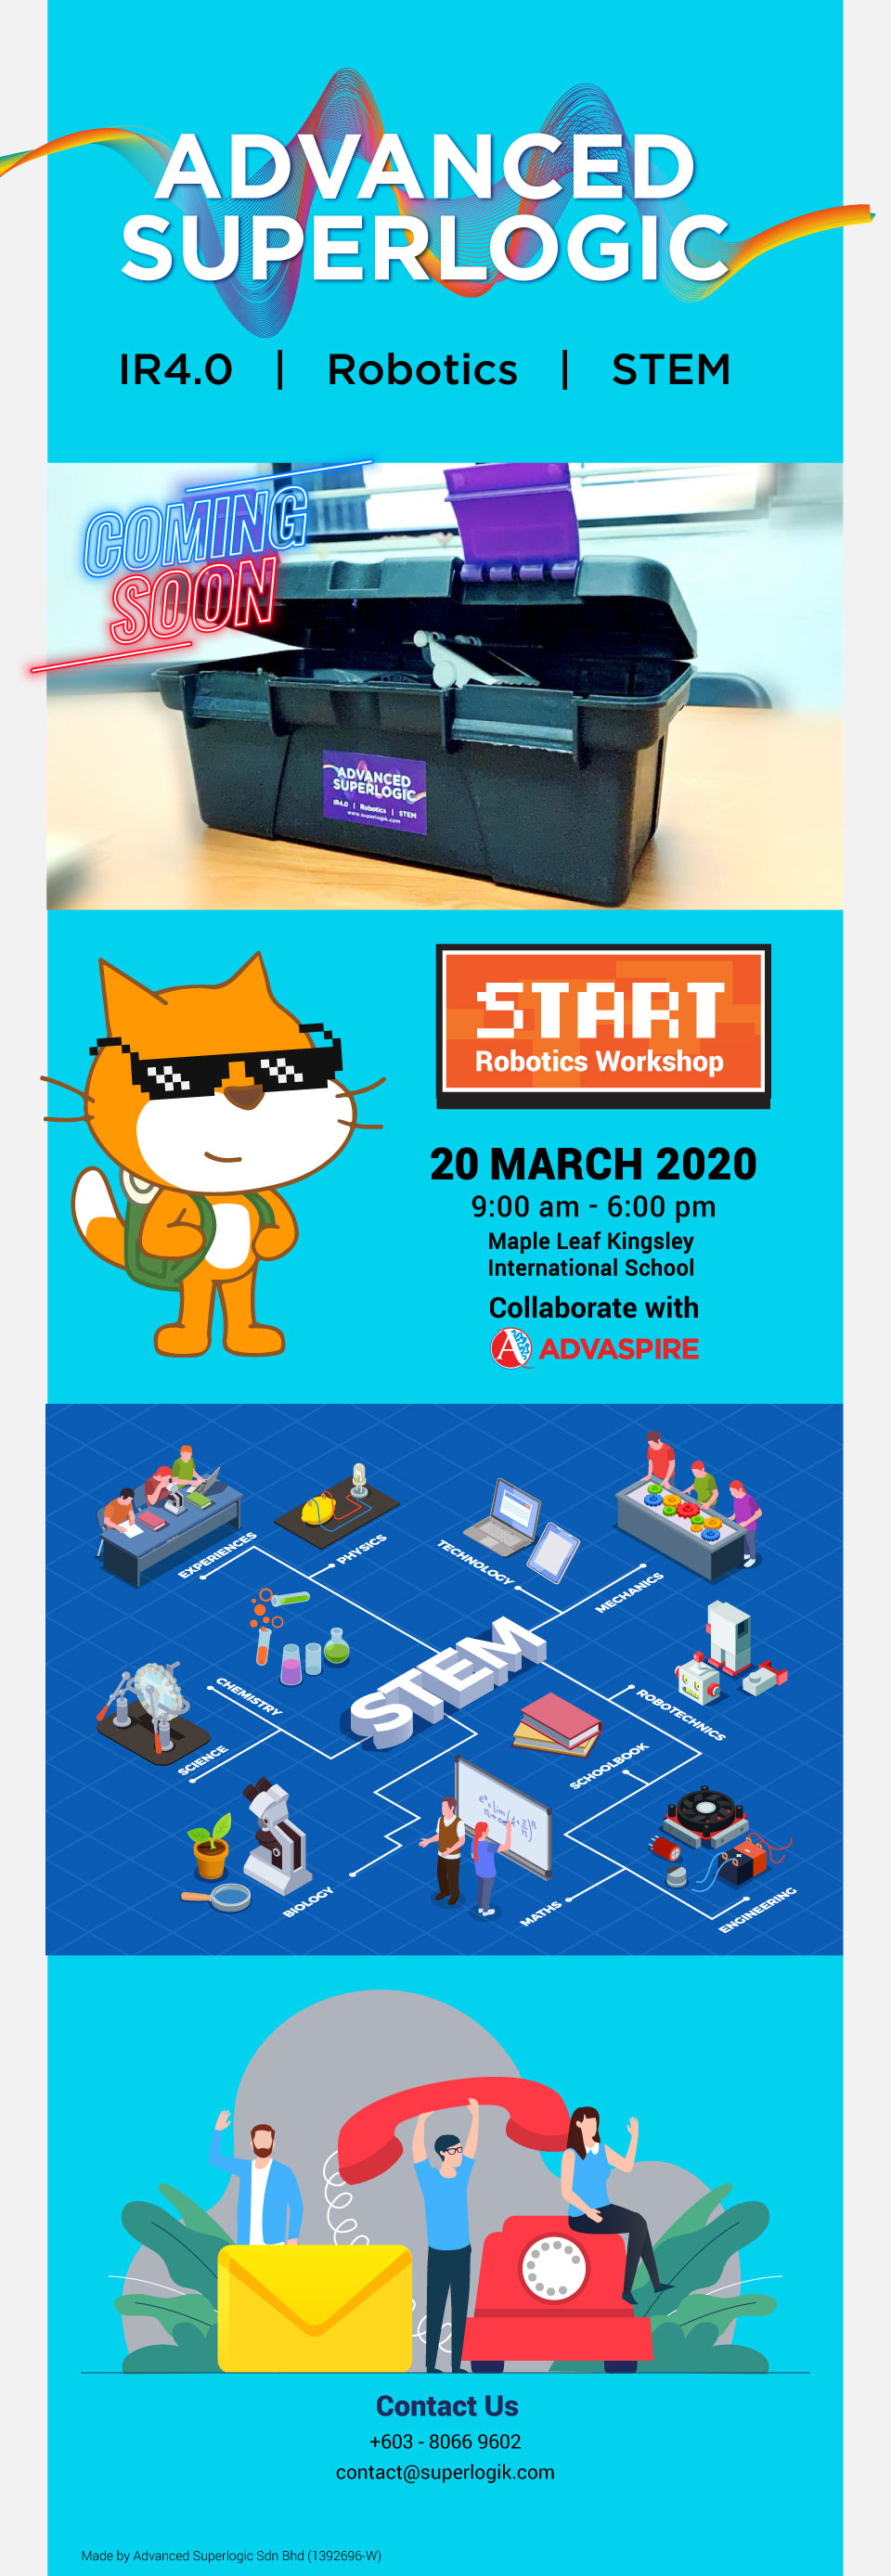 ADVANCED
SUPERLOGIC
IR4.0 | Robotics | STEM
COMING
SOON
ADVANCED
SUPERLOGIC
IR4.0 | Robotics | STEM
www.superlogik.com
START
Robotics Workshop
20 MARCH 2020
9:00 am - 6:00 pm
Maple Leaf Kingsley
International School
Collaborate with
A ADVASPIRE
EXPERIENCES
PHYSICS
TECHNOLOGY
MECHANICS
STEM
CHEMISTRY
SCIENCE
ROBOTECHNICS
SCHOOLBOOK
BIOLOGY
MATHS
ENGINEERING
Contact Us
+603 - 8066 9602
contact@superlogik.com
Made by Advanced Superlogic Sdn Bhd (1392696-W)